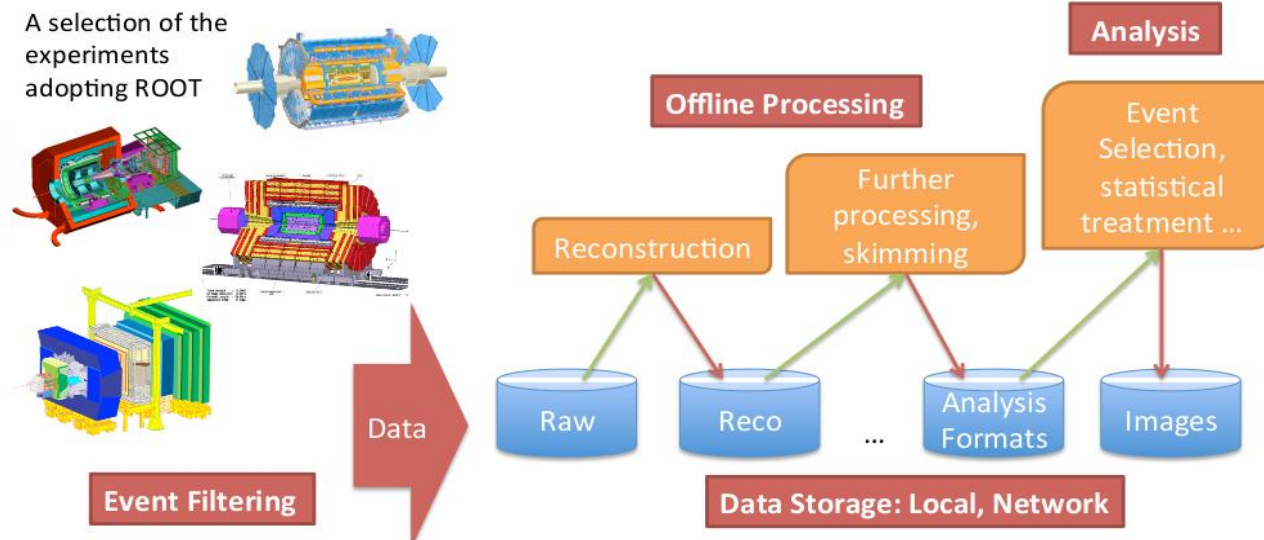 A selection of the
experiments
adopting ROOT
Event Filtering
Data
Offline Processing
Analysis
Reconstruction
Further
processing,
skimming
Event
Selection,
statistical
treatment ...
Raw
Reco
...
Analysis
Formats
Images
Data Storage: Local, Network